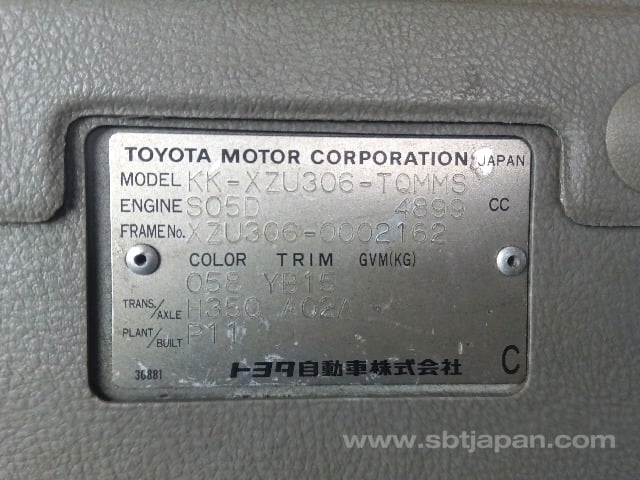 TOYOTA MOTOR CORPORATION JAPAN
MODEL KK-XZU306-TQMMS
ENGINE S05D 4899 CC
FRAME No. XZU306-0002162
COLOR TRIM GVM(KG)
058 YB15
TRANS./AXLE H350 A02A
PLANT/BUILT P11
36881 トヨタ自動車株式会社 C
www.sbtjapan.com